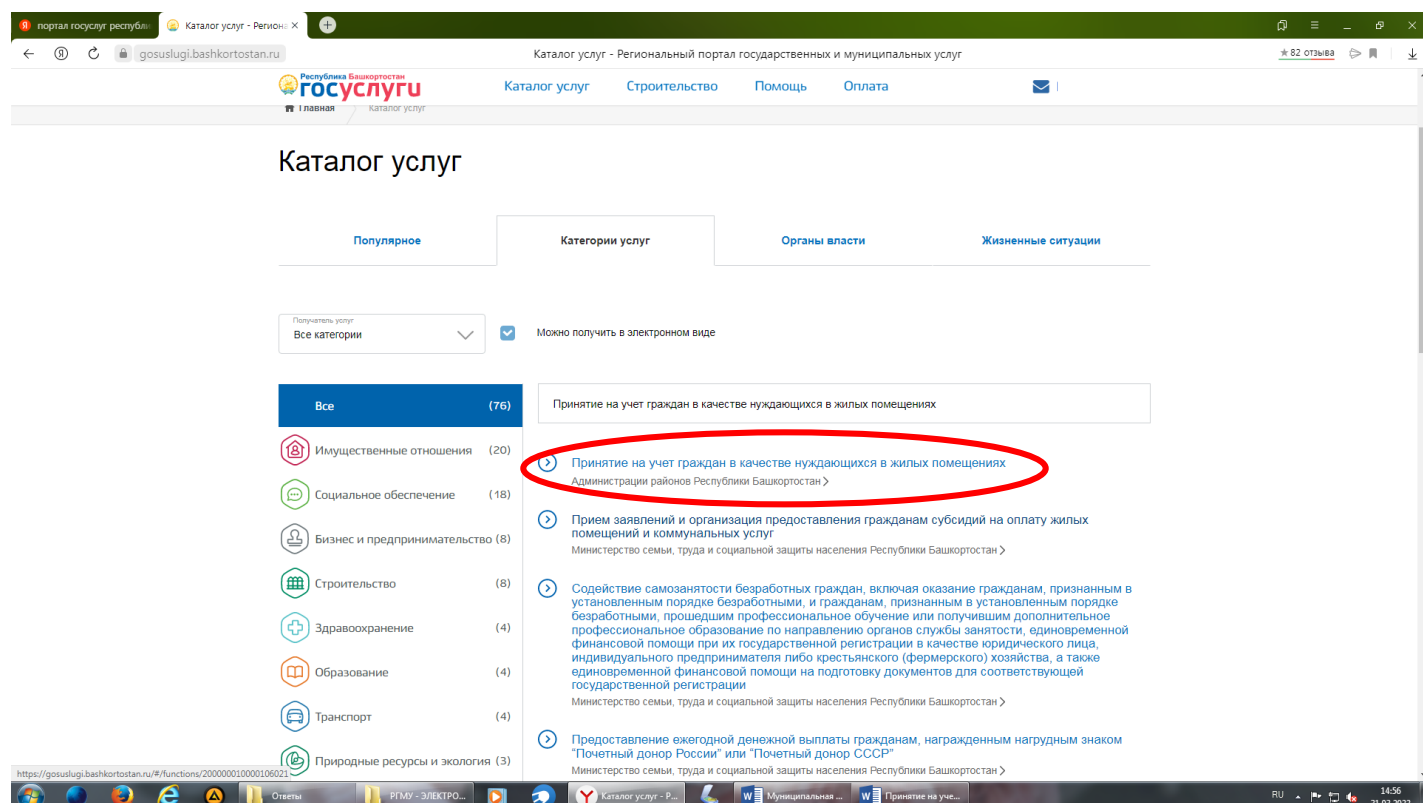 портал госуслуг республи
Каталог услуг - Региона
gosuslugi.bashkortostan.ru
Каталог услуг - Региональный портал государственных и муниципальных услуг
82 отзыва
Республика Башкортостан
госуслуги
Каталог услуг
Строительство
Помощь
Оплата
Главная
Каталог услуг
Каталог услуг
Популярное
Категории услуг
Органы власти
Жизненные ситуации
Получатель услуг
Все категории
Можно получить в электронном виде
Все (76)
Имущественные отношения (20)
Социальное обеспечение (18)
Бизнес и предпринимательство (8)
Строительство (8)
Здравоохранение (4)
Образование (4)
Транспорт (4)
Природные ресурсы и экология (3)
Принятие на учет граждан в качестве нуждающихся в жилых помещениях
Принятие на учет граждан в качестве нуждающихся в жилых помещениях
Администрации районов Республики Башкортостан
Прием заявлений и организация предоставления гражданам субсидий на оплату жилых
помещений и коммунальных услуг
Министерство семьи, труда и социальной защиты населения Республики Башкортостан
Содействие самозанятости безработных граждан, включая оказание гражданам, признанным в
установленном порядке безработными, и гражданам, признанным в установленном порядке
безработными, прошедшим профессиональное обучение или получившим дополнительное
профессиональное образование по направлению органов службы занятости, единовременной
финансовой помощи при их государственной регистрации в качестве юридического лица,
индивидуального предпринимателя либо крестьянского (фермерского) хозяйства, а также
единовременной финансовой помощи на подготовку документов для соответствующей
государственной регистрации
Министерство семьи, труда и социальной защиты населения Республики Башкортостан
Предоставление ежегодной денежной выплаты гражданам, награжденным нагрудным знаком
"Почетный донор России" или "Почетный донор СССР"
Министерство семьи, труда и социальной защиты населения Республики Башкортостан
https://gosuslugi.bashkortostan.ru/#/functions/200000010000106021
Ответы
РГМУ - ЭЛЕКТРО...
Каталог услуг - Р...
Муниципальная ...
Принятие на уче...
RU
14:56